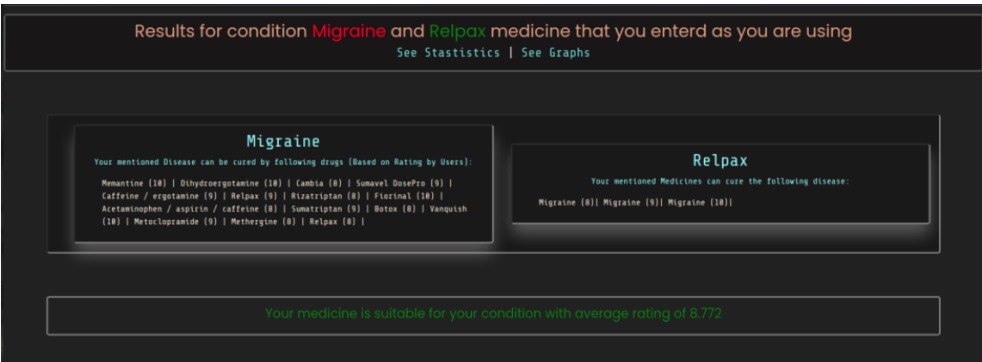 Results for condition Migraine and Relpax medicine that you enterd as you are using
See Stastistics | See Graphs
Migraine
Your mentioned Disease can be cured by following drugs (Based on Rating by Users):
Memantine (10) | Dihydroergotamine (10) | Cambia (8) | Sumavel DosePro (9) |
Caffeine / ergotamine (9) | Relpax (9) | Rizatriptan (8) | Fiorinal (10) |
Acetaminophen / aspirin / caffeine (8) | Sumatriptan (9) | Botox (8) | Vanquish
(10) | Metoclopramide (9) | Methergine (8) | Relpax (8) |
Relpax
Your mentioned Medicines can cure the following disease:
Migraine (8)| Migraine (9)| Migraine (10)|
Your medicine is suitable for your condition with average rating of 8.772